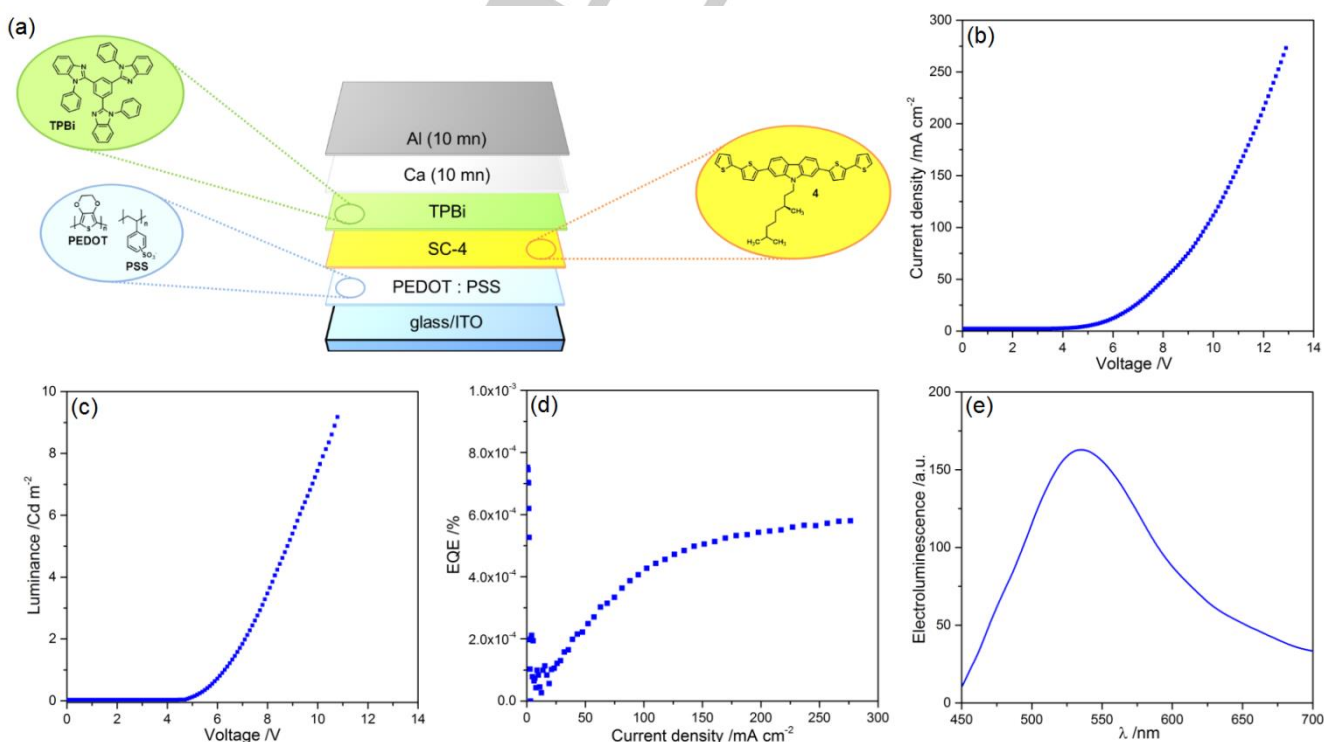 (a)
TPBi
PEDOT
PSS
Al (10 mn)
Ca (10 mn)
TPBi
SC-4
PEDOT : PSS
glass/ITO
4
(b)
Current density /mA cm⁻²
300
250
200
150
100
50
0
0 2 4 6 8 10 12 14
Voltage /V
(c)
Luminance /Cd m⁻²
10
8
6
4
2
0
0 2 4 6 8 10 12 14
Voltage /V
(d)
EQE /%
1.0x10⁻³
8.0x10⁻⁴
6.0x10⁻⁴
4.0x10⁻⁴
2.0x10⁻⁴
0.0
0 50 100 150 200 250 300
Current density /mA cm⁻²
(e)
Electroluminescence /a.u.
200
150
100
50
0
450 500 550 600 650 700
λ /nm